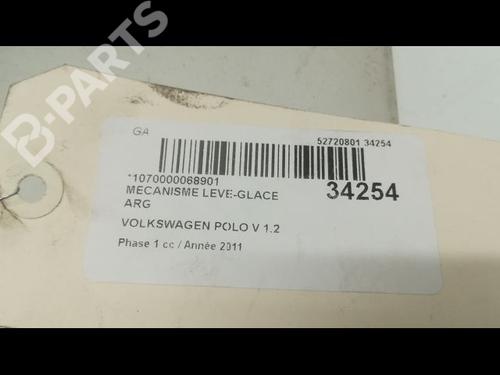 B-PARTS
GA
52720801 34254
*1070000068901
34254
MECANISME LEVE-GLACE
ARG
VOLKSWAGEN POLO V 1.2
Phase 1 cc / Année 2011